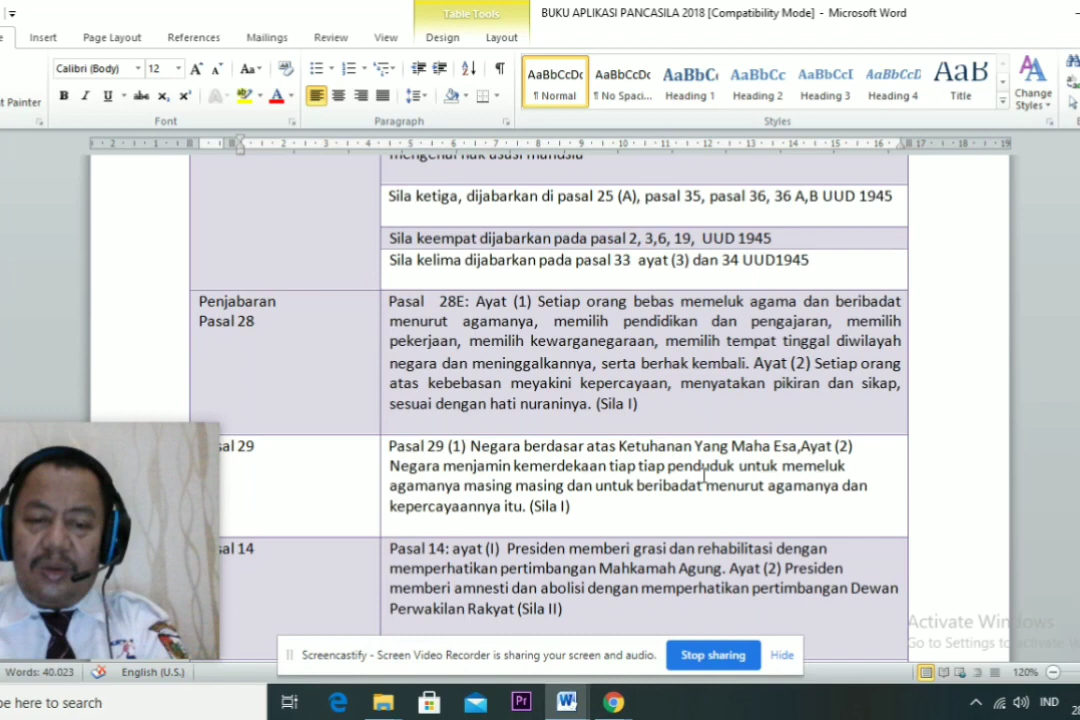 Table Tools
BUKU APLIKASI PANCASILA 2018 [Compatibility Mode] - Microsoft Word
Insert
Page Layout
References
Mailings
Review
View
Design
Layout
Calibri (Body)
12
AaBbCcDc
AaBbCcDc
AaBbC
AaBbCc
AaBbCcI
AaBbCcD
AaB
t Painter
¶ Normal
¶ No Spaci...
Heading 1
Heading 2
Heading 3
Heading 4
Title
Change
Styles
Font
Paragraph
Styles
mengenai hak asasi manusia
Sila ketiga, dijabarkan di pasal 25 (A), pasal 35, pasal 36, 36 A,B UUD 1945
Sila keempat dijabarkan pada pasal 2, 3,6, 19, UUD 1945
Sila kelima dijabarkan pada pasal 33 ayat (3) dan 34 UUD1945
Penjabaran
Pasal 28
Pasal 28E: Ayat (1) Setiap orang bebas memeluk agama dan beribadat
menurut agamanya, memilih pendidikan dan pengajaran, memilih
pekerjaan, memilih kewarganegaraan, memilih tempat tinggal diwilayah
negara dan meninggalkannya, serta berhak kembali. Ayat (2) Setiap orang
atas kebebasan meyakini kepercayaan, menyatakan pikiran dan sikap,
sesuai dengan hati nuraninya. (Sila I)
sal 29
Pasal 29 (1) Negara berdasar atas Ketuhanan Yang Maha Esa,Ayat (2)
Negara menjamin kemerdekaan tiap tiap penduduk untuk memeluk
agamanya masing masing dan untuk beribadat menurut agamanya dan
kepercayaannya itu. (Sila I)
sal 14
Pasal 14: ayat (I) Presiden memberi grasi dan rehabilitasi dengan
memperhatikan pertimbangan Mahkamah Agung. Ayat (2) Presiden
memberi amnesti dan abolisi dengan memperhatikan pertimbangan Dewan
Perwakilan Rakyat (Sila II)
Activate Windows
Go to Settings to activate
Screencastify - Screen Video Recorder is sharing your screen and audio.
Stop sharing
Hide
Words: 40.023
English (U.S.)
120%
pe here to search
IND